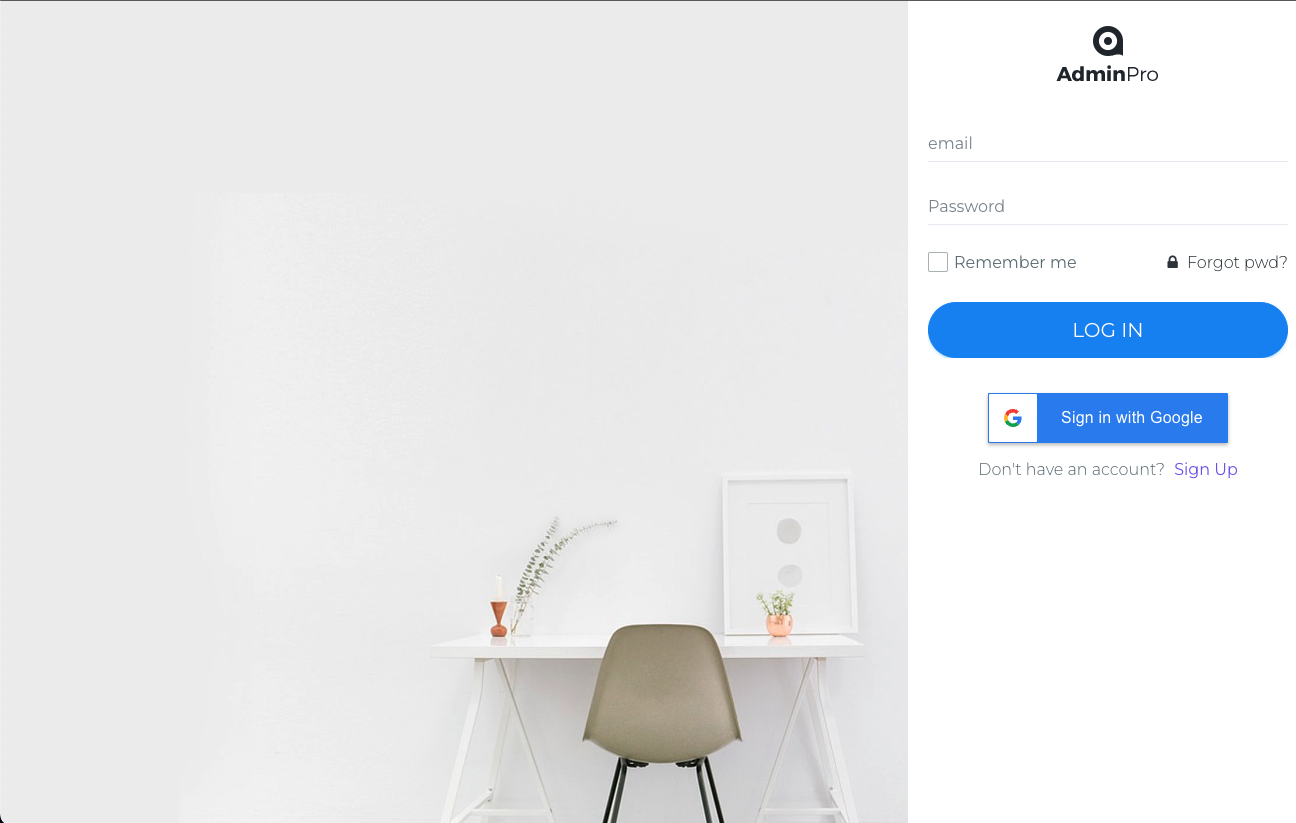 AdminPro
email
Password
Remember me
Forgot pwd?
LOG IN
Sign in with Google
Don't have an account? Sign Up